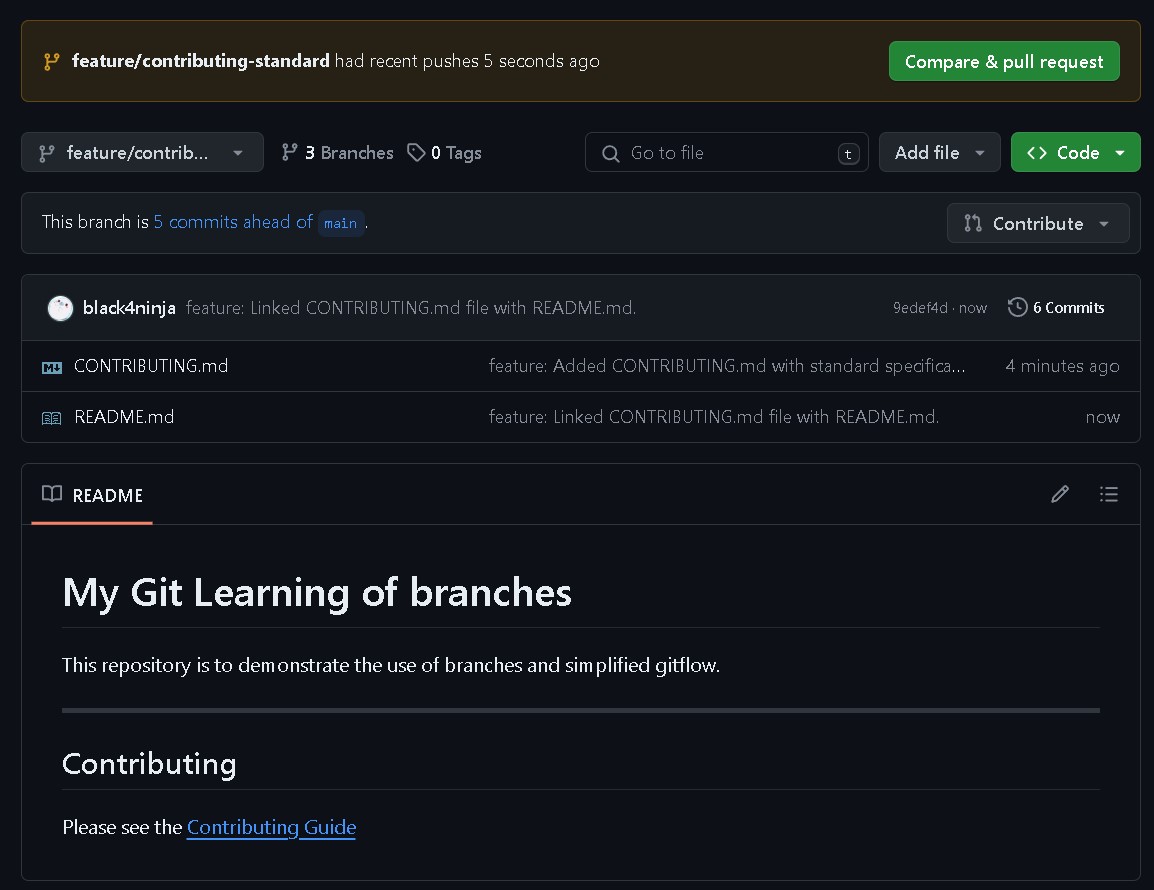 feature/contributing-standard had recent pushes 5 seconds ago
Compare & pull request
feature/contrib...
3 Branches
0 Tags
Go to file
t
Add file
Code
This branch is 5 commits ahead of main.
Contribute
black4ninja feature: Linked CONTRIBUTING.md file with README.md.
9edef4d · now
6 Commits
CONTRIBUTING.md
feature: Added CONTRIBUTING.md with standard specifica...
4 minutes ago
README.md
feature: Linked CONTRIBUTING.md file with README.md.
now
README
My Git Learning of branches
This repository is to demonstrate the use of branches and simplified gitflow.
Contributing
Please see the Contributing Guide